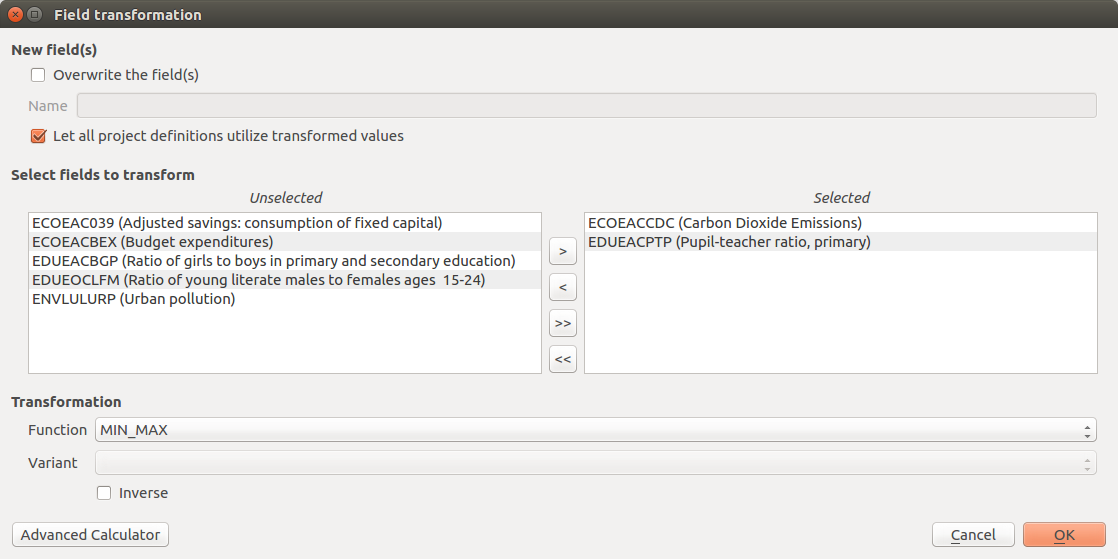 Field transformation
New field(s)
Overwrite the field(s)
Name
Let all project definitions utilize transformed values
Select fields to transform
Unselected
Selected
ECOEAC039 (Adjusted savings: consumption of fixed capital)
ECOEACBEX (Budget expenditures)
EDUEACBGP (Ratio of girls to boys in primary and secondary education)
EDUEOCLFM (Ratio of young literate males to females ages  15-24)
ENVLULURP (Urban pollution)
>
<
>>
<<
ECOEACCDC (Carbon Dioxide Emissions)
EDUEACPTP (Pupil-teacher ratio, primary)
Transformation
Function MIN_MAX
Variant
Inverse
Advanced Calculator
Cancel
OK